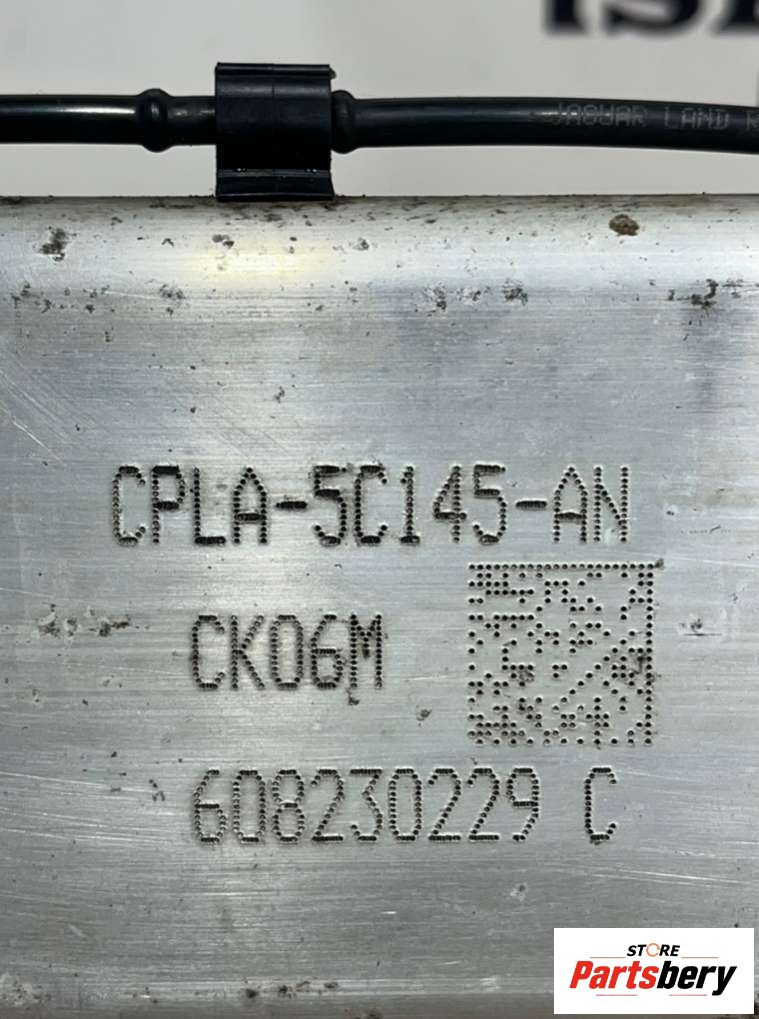 JAGUAR LAND R
CPLA-5C145-AN
CK06M
608230229 C
STORE
Partsbery